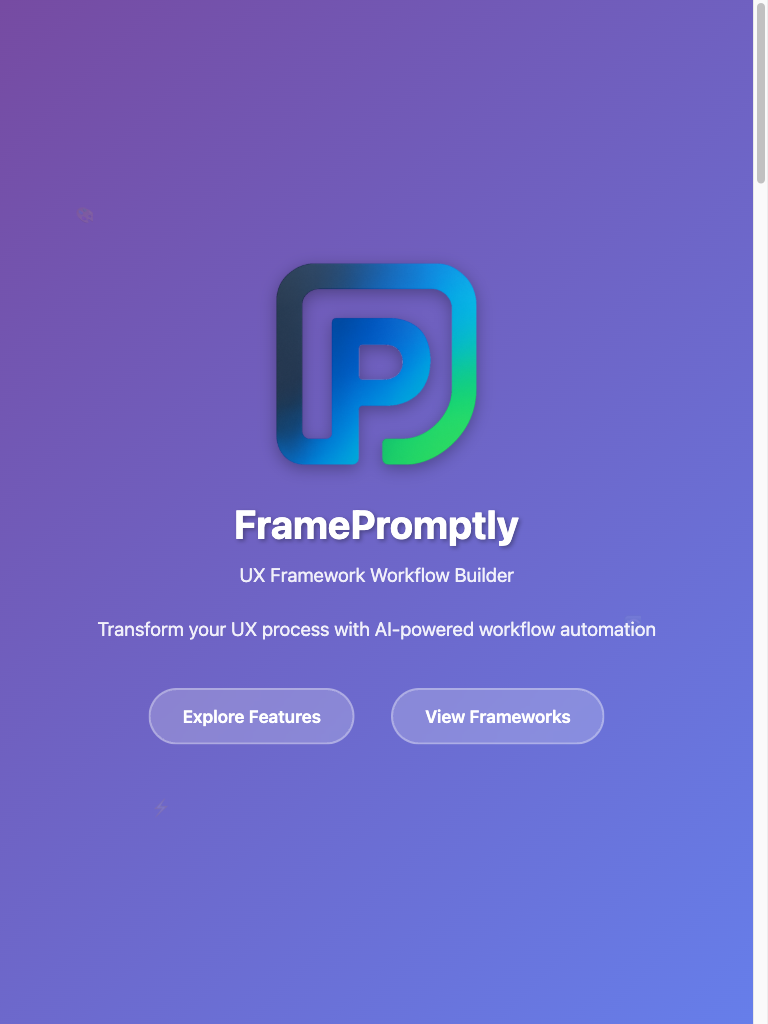 FramePromptly
UX Framework Workflow Builder
Transform your UX process with AI-powered workflow automation
Explore Features
View Frameworks